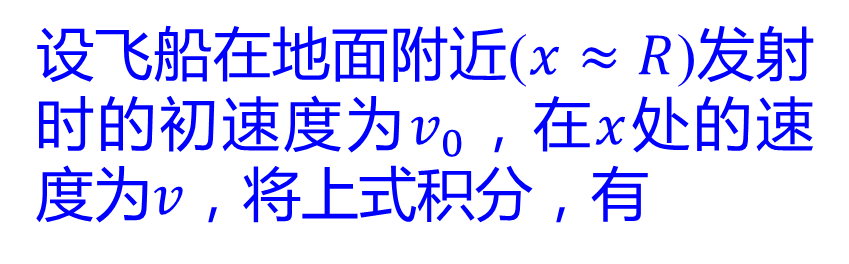 设飞船在地面附近(x ≈ R)发射
时的初速度为v₀，在x处的速
度为v，将上式积分，有